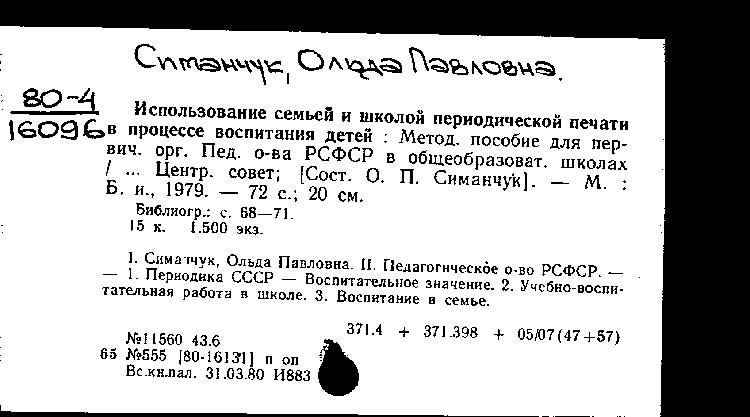 Симанчук, Ольда Павловна.
80-4
16096
Использование семьей и школой периодической печати
в процессе воспитания детей : Метод. пособие для пер-
вич. орг. Пед. о-ва РСФСР в общеобразоват. школах
/ ... Центр. совет; [Сост. О. П. Симанчук]. — М. :
Б. и., 1979. — 72 с.; 20 см.
Библиогр.: с. 68—71.
15 к. 1.500 экз.
I. Симанчук, Ольда Павловна. II. Педагогическое о-во РСФСР. —
— 1. Периодика СССР — Воспитательное значение. 2. Учебно-воспи-
тательная работа в школе. 3. Воспитание в семье.
371.4 + 371.398 + 05/07(47+57)
№11560 43.6
65 №555 [80-16131] п оп
Вс.кн.пал. 31.03.80 И883